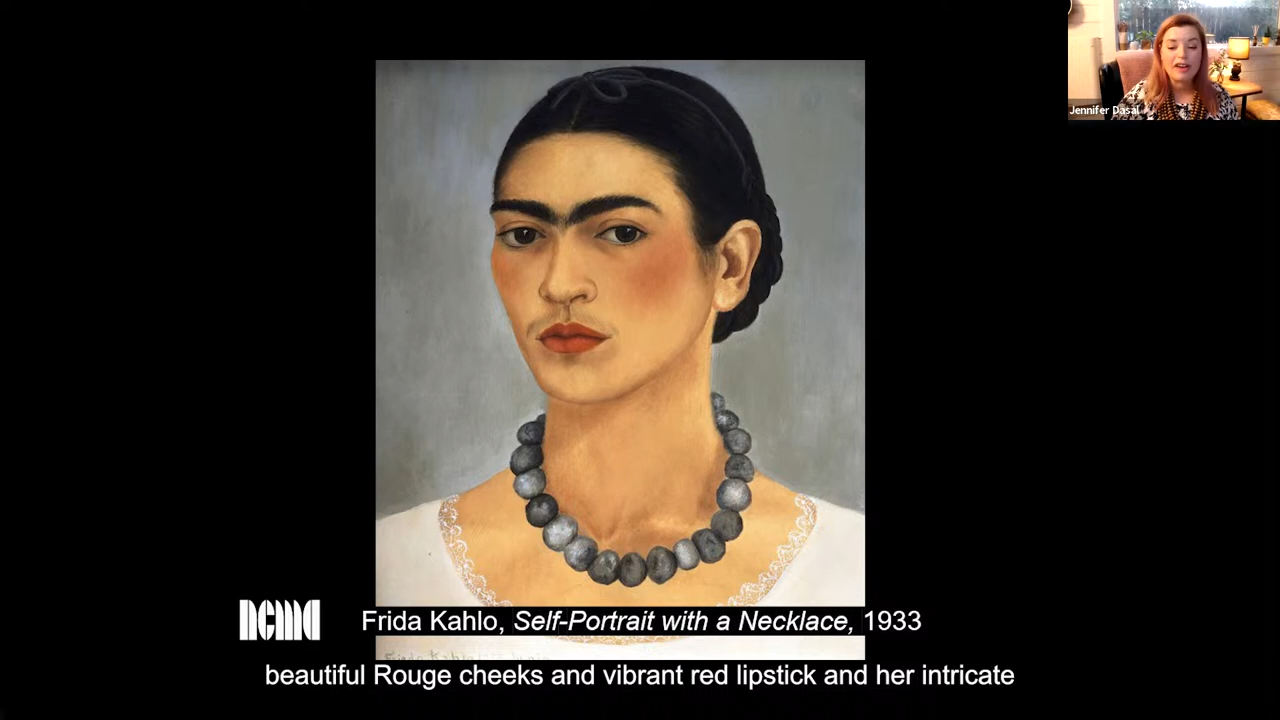 Jennifer Dasal
NCMA
Frida Kahlo, Self-Portrait with a Necklace, 1933
beautiful Rouge cheeks and vibrant red lipstick and her intricate